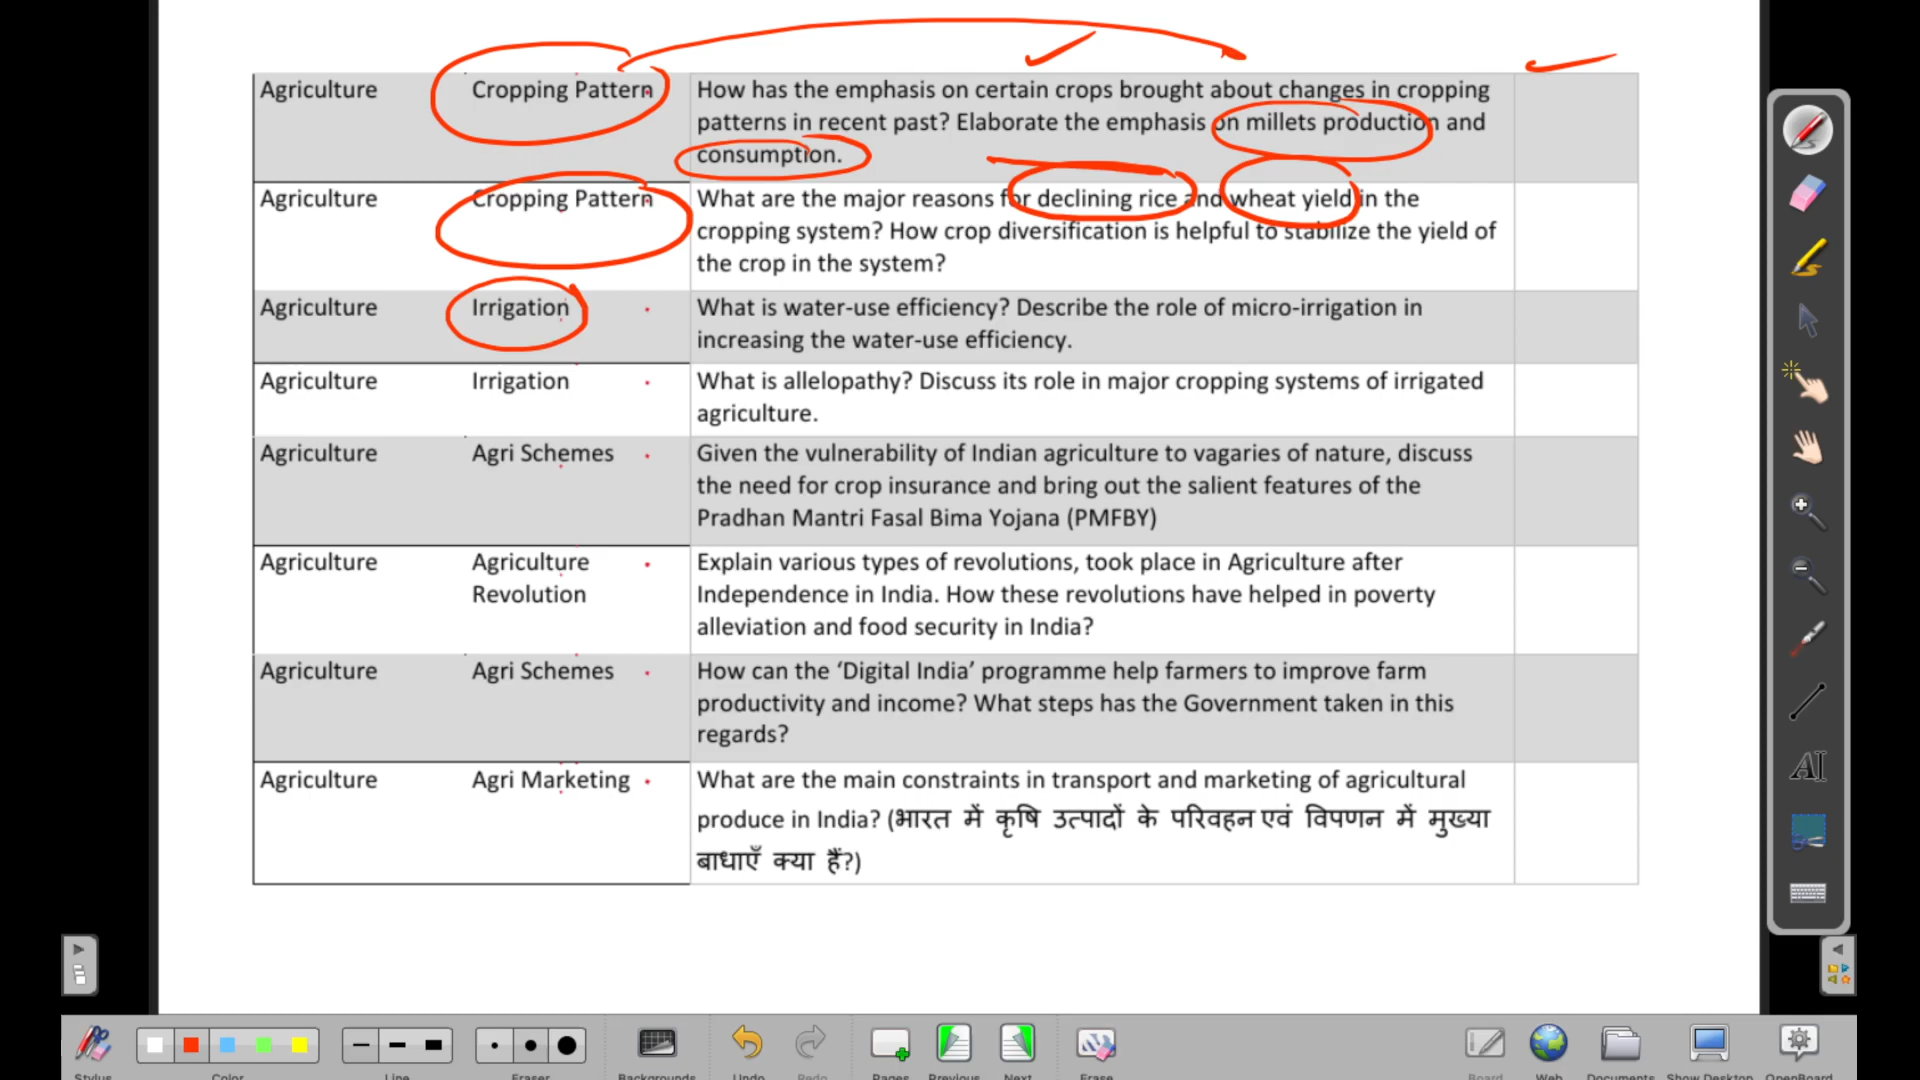 Agriculture Cropping Pattern How has the emphasis on certain crops brought about changes in cropping
patterns in recent past? Elaborate the emphasis on millets production and
consumption.
Agriculture Cropping Pattern What are the major reasons for declining rice and wheat yield in the
cropping system? How crop diversification is helpful to stabilize the yield of
the crop in the system?
Agriculture Irrigation What is water-use efficiency? Describe the role of micro-irrigation in
increasing the water-use efficiency.
Agriculture Irrigation What is allelopathy? Discuss its role in major cropping systems of irrigated
agriculture.
Agriculture Agri Schemes Given the vulnerability of Indian agriculture to vagaries of nature, discuss
the need for crop insurance and bring out the salient features of the
Pradhan Mantri Fasal Bima Yojana (PMFBY)
Agriculture Agriculture Explain various types of revolutions, took place in Agriculture after
Revolution Independence in India. How these revolutions have helped in poverty
alleviation and food security in India?
Agriculture Agri Schemes How can the ‘Digital India’ programme help farmers to improve farm
productivity and income? What steps has the Government taken in this
regards?
Agriculture Agri Marketing What are the main constraints in transport and marketing of agricultural
produce in India? (भारत में कृषि उत्पादों के परिवहन एवं विपणन में मुख्या
बाधाएँ क्या हैं?)
AI
Stylus Color Line Eraser Backgrounds Undo Redo Pages Previous Next Erase Board Web Documents Show Desktop OpenBoard